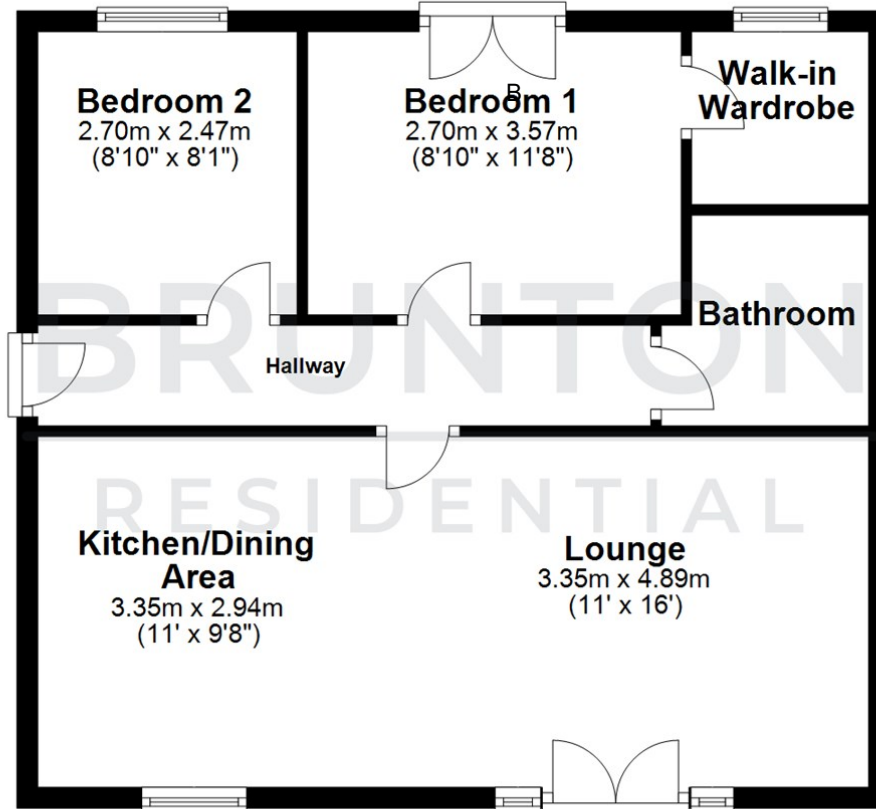 Bedroom 2
2.70m x 2.47m
(8'10" x 8'1")
B
Bedroom 1
2.70m x 3.57m
(8'10" x 11'8")
Walk-in
Wardrobe
Bathroom
Hallway
BRUNTON
RESIDENTIAL
Kitchen/Dining
Area
3.35m x 2.94m
(11' x 9'8")
Lounge
3.35m x 4.89m
(11' x 16')